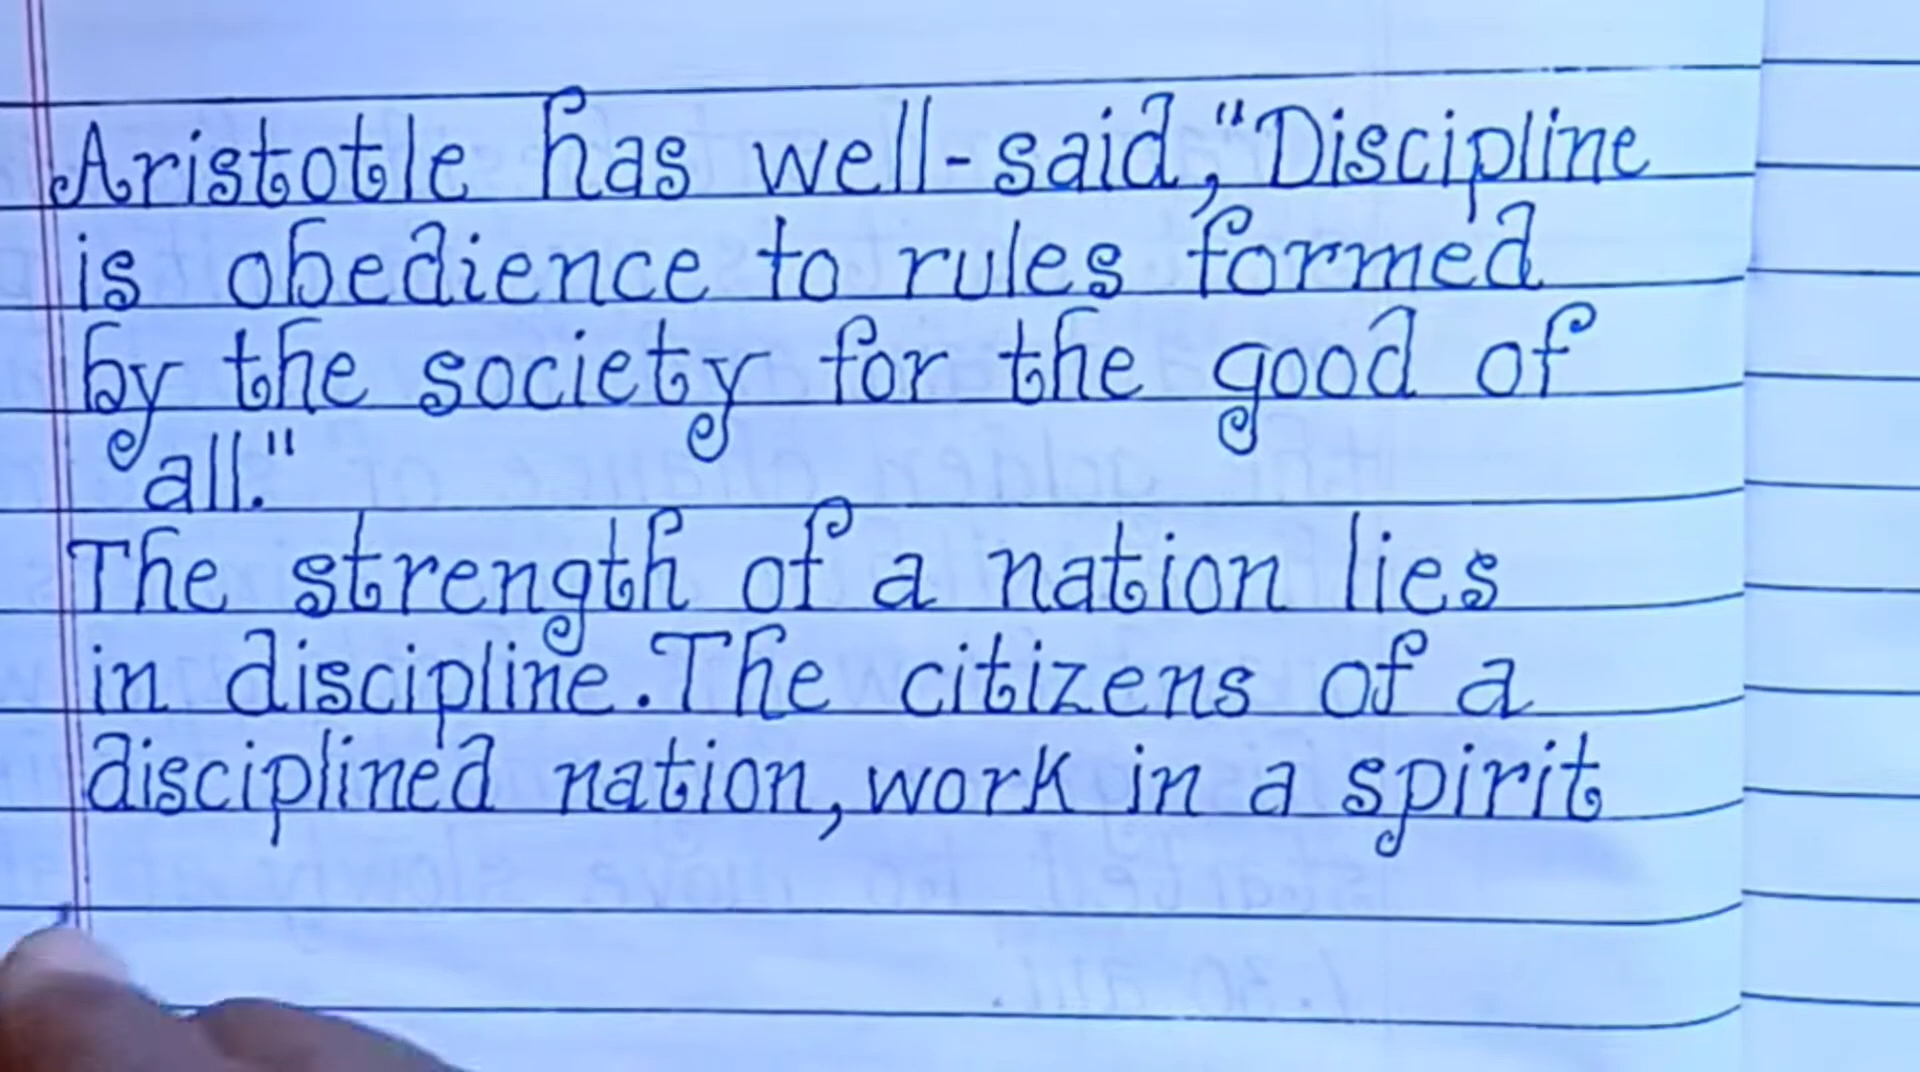 Aristotle has well-said, "Discipline
is obedience to rules formed
by the society for the good of
all."
The strength of a nation lies
in discipline. The citizens of a
disciplined nation, work in a spirit